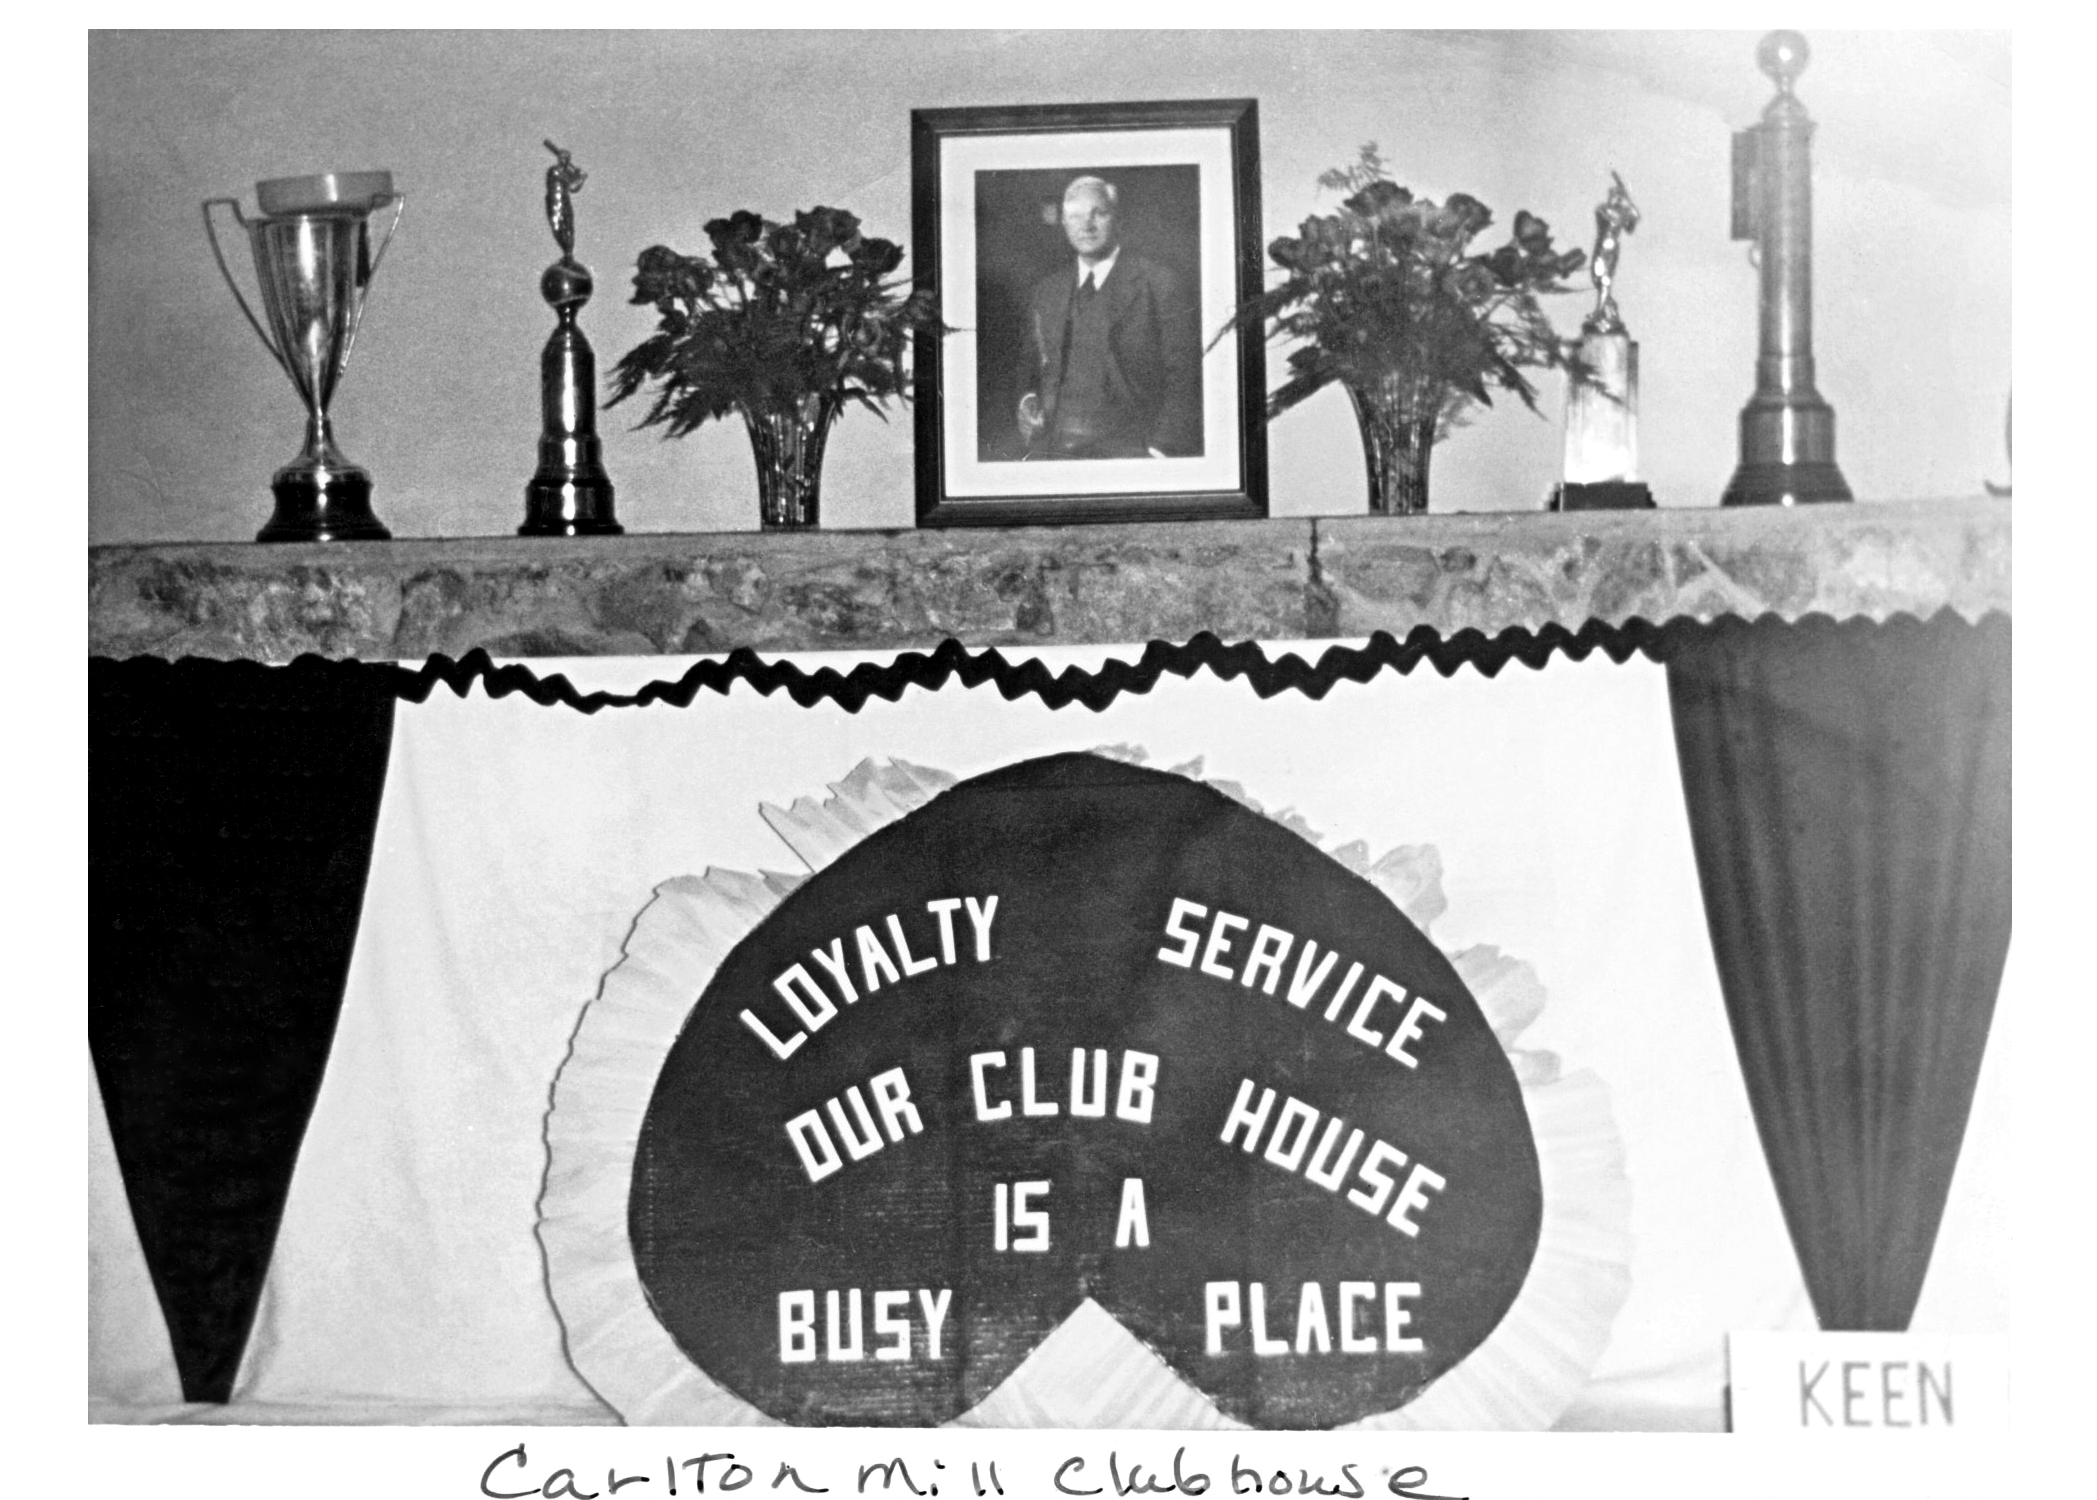 LOYALTY SERVICE
OUR CLUB HOUSE
IS A
BUSY PLACE
KEEN
Carlton Mill Clubhouse